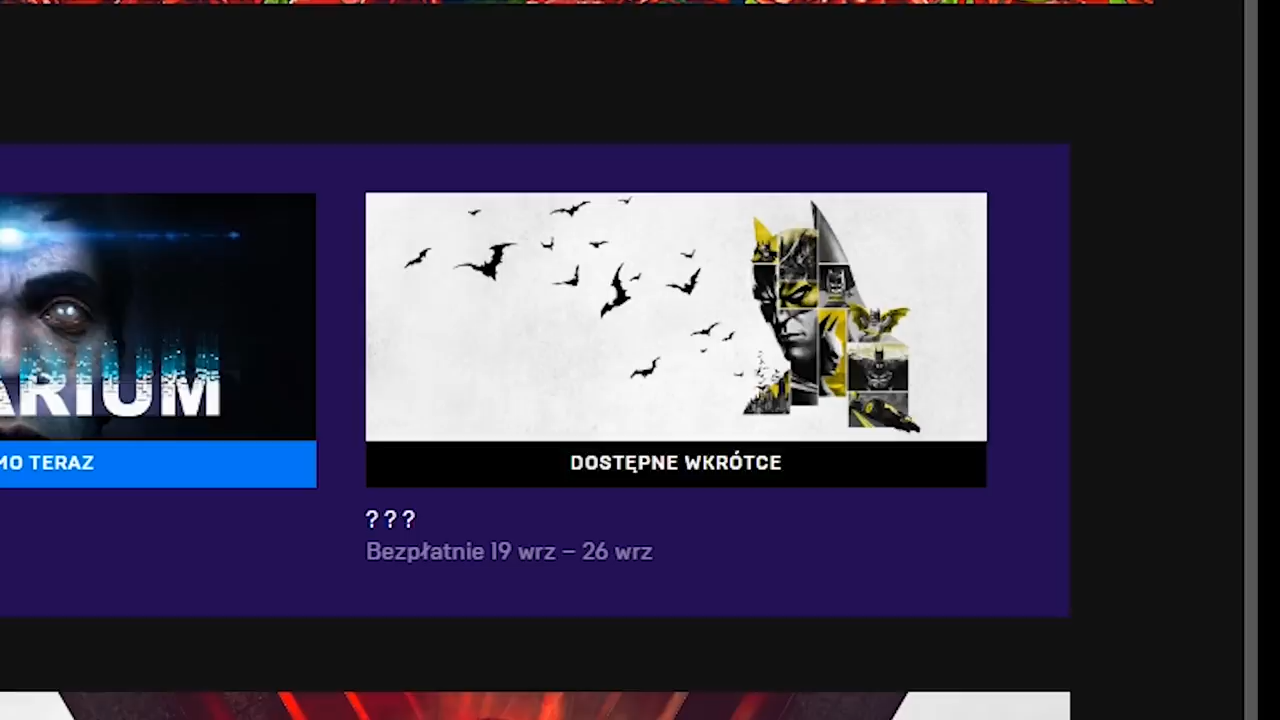 ARIUM
MO TERAZ
DOSTĘPNE WKRÓTCE
? ? ?
Bezpłatnie 19 wrz – 26 wrz